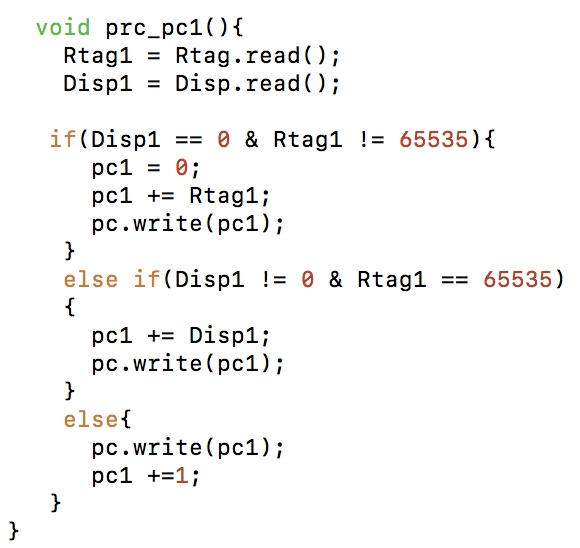 void prc_pc1(){
Rtag1 = Rtag.read();
Disp1 = Disp.read();
if(Disp1 == 0 & Rtag1 != 65535){
pc1 = 0;
pc1 += Rtag1;
pc.write(pc1);
}
else if(Disp1 != 0 & Rtag1 == 65535)
{
pc1 += Disp1;
pc.write(pc1);
}
else{
pc.write(pc1);
pc1 +=1;
}
}